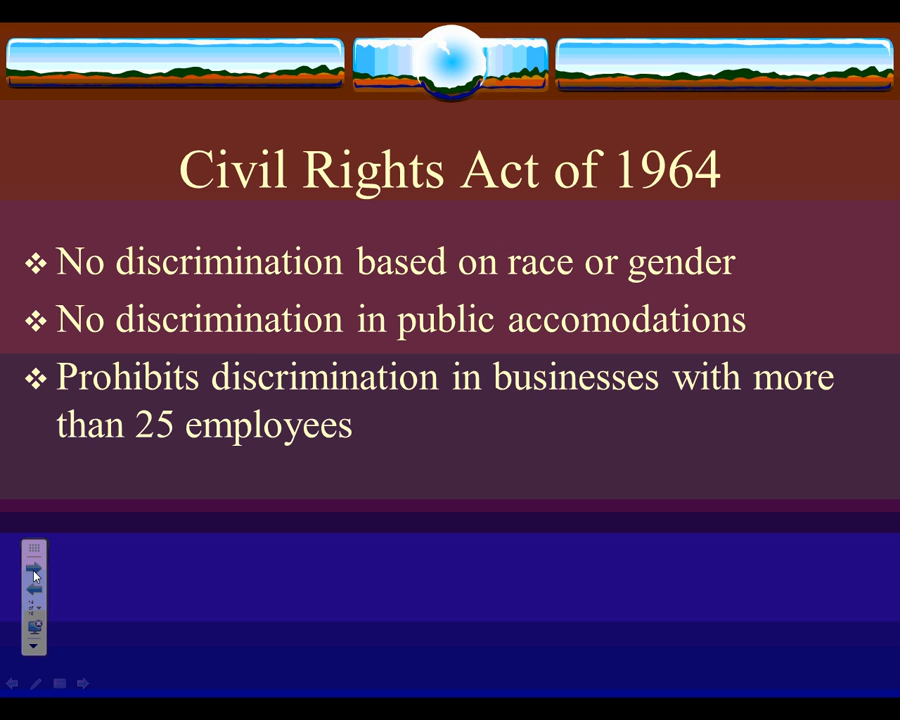 Civil Rights Act of 1964
❖ No discrimination based on race or gender
❖ No discrimination in public accomodations
❖ Prohibits discrimination in businesses with more
than 25 employees